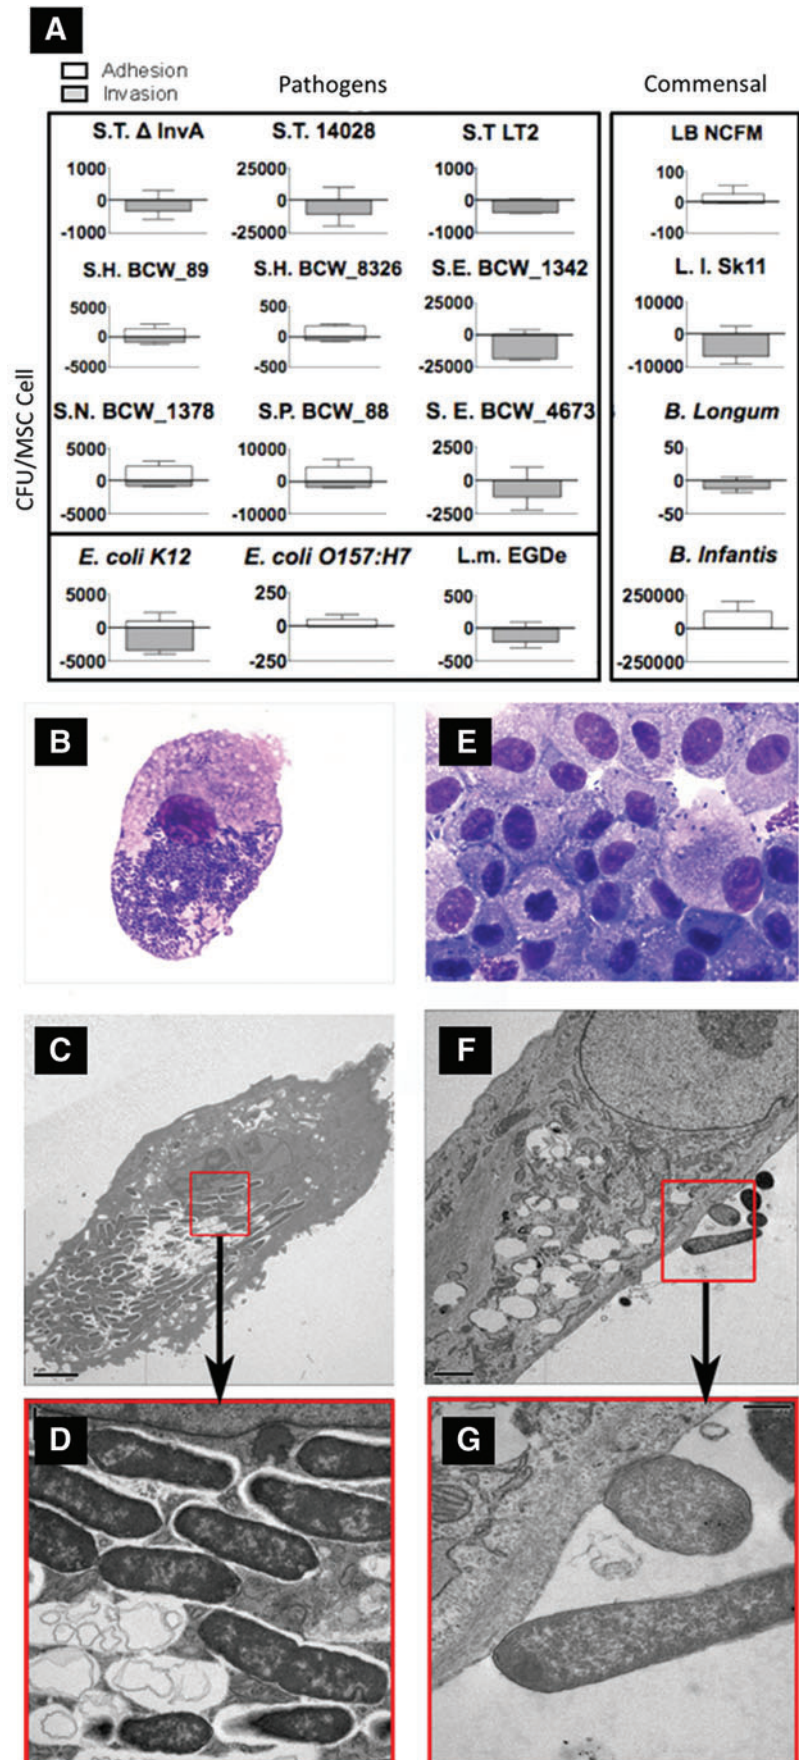 A
Adhesion
Invasion
Pathogens
Commensal
CFU/MSC Cell
S.T. Δ InvA S.T. 14028 S.T LT2 LB NCFM
1000 25000 1000 100
0 0 0 0
-1000 -25000 -1000 -100
S.H. BCW_89 S.H. BCW_8326 S.E. BCW_1342 L. l. Sk11
5000 500 25000 10000
0 0 0 0
-5000 -500 -25000 -10000
S.N. BCW_1378 S.P. BCW_88 S. E. BCW_4673 B. Longum
5000 10000 2500 50
0 0 0 0
-5000 -10000 -2500 -50
E. coli K12 E. coli O157:H7 L.m. EGDe B. Infantis
5000 250 500 250000
0 0 0 0
-5000 -250 -500 -250000
B
E
C
F
D
G